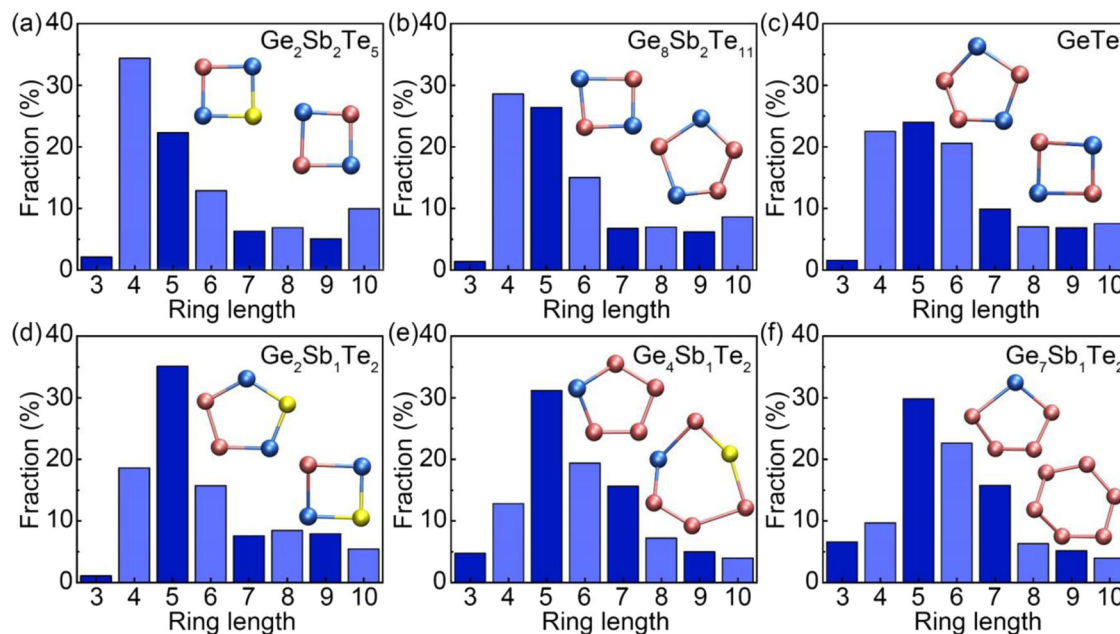 (a) Ge₂Sb₂Te₅
Fraction (%)
40
30
20
10
0
3 4 5 6 7 8 9 10
Ring length
(b) Ge₈Sb₂Te₁₁
Fraction (%)
40
30
20
10
0
3 4 5 6 7 8 9 10
Ring length
(c) GeTe
Fraction (%)
40
30
20
10
0
3 4 5 6 7 8 9 10
Ring length
(d) Ge₂Sb₁Te₂
Fraction (%)
40
30
20
10
0
3 4 5 6 7 8 9 10
Ring length
(e) Ge₄Sb₁Te₂
Fraction (%)
40
30
20
10
0
3 4 5 6 7 8 9 10
Ring length
(f) Ge₇Sb₁Te₂
Fraction (%)
40
30
20
10
0
3 4 5 6 7 8 9 10
Ring length